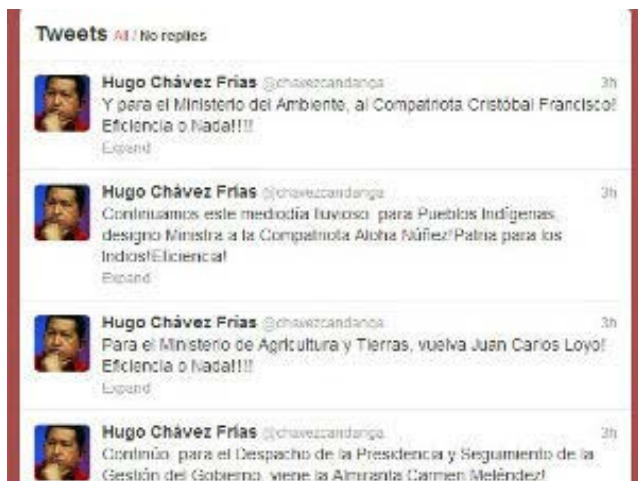 Tweets All / No replies
Hugo Chávez Frías @chavezcandanga 3h
Y para el Ministerio del Ambiente, al Compatriota Cristóbal Francisco!
Eficiencia o Nada!!!!
Expand
Hugo Chávez Frías @chavezcandanga 3h
Continuamos este mediodía lluvioso: para Pueblos Indígenas,
designo Ministra a la Compatriota Aloha Núñez!Patria para los
Indios!Eficiencia!
Expand
Hugo Chávez Frías @chavezcandanga 3h
Para el Ministerio de Agricultura y Tierras, vuelva Juan Carlos Loyo!
Eficiencia o Nada!!!!
Expand
Hugo Chávez Frías @chavezcandanga 3h
Continúo: para el Despacho de la Presidencia y Seguimiento de la
Gestión del Gobierno, viene la Almiranta Carmen Meléndez!